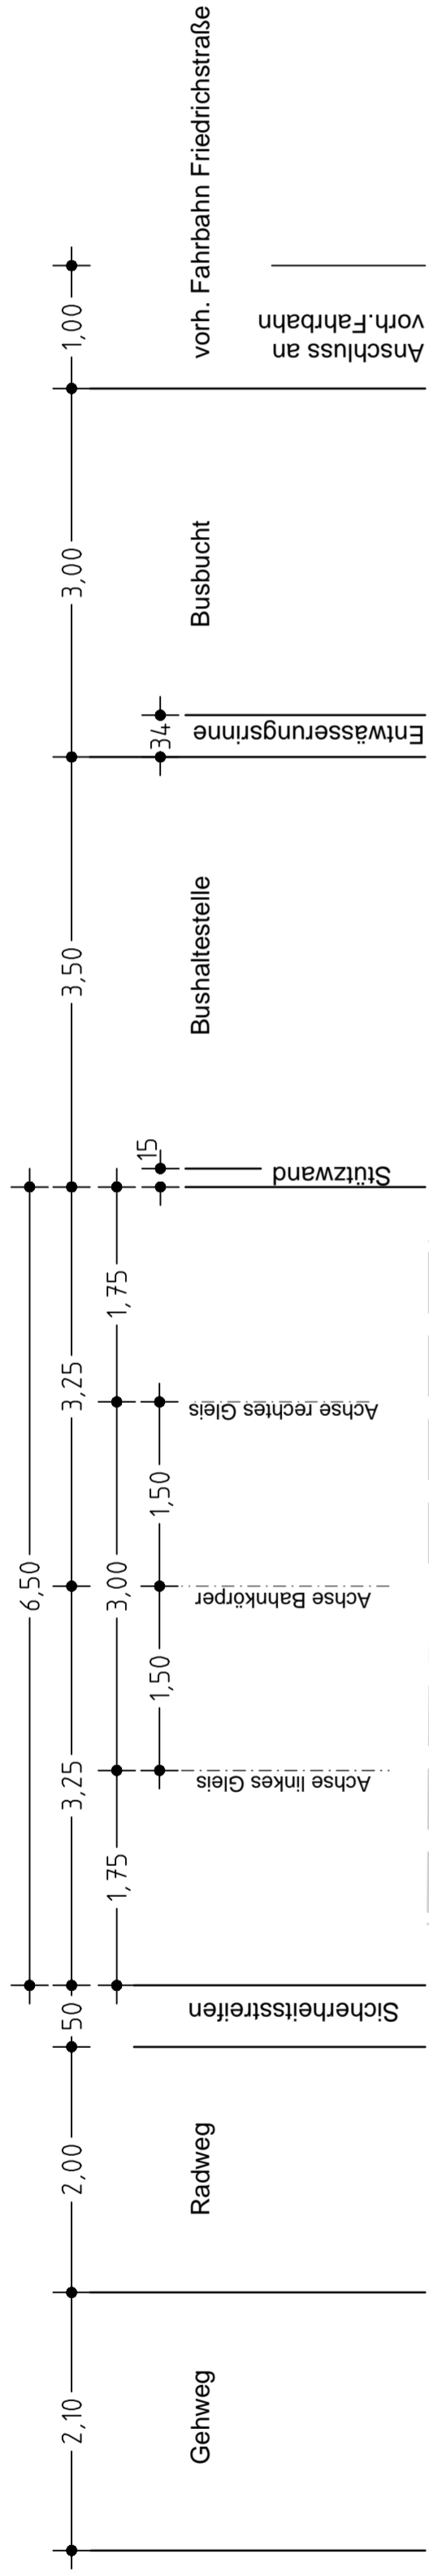 6,50
2,10
2,00
50
3,25
3,25
3,50
3,00
1,00
1,75
3,00
1,75
1,50
1,50
15
34
Gehweg
Radweg
Sicherheitsstreifen
Achse linkes Gleis
Achse Bahnkörper
Achse rechtes Gleis
Stützwand
Bushaltestelle
Entwässerungsrinne
Busbucht
Anschluss an
vorh.Fahrbahn
vorh. Fahrbahn Friedrichstraße